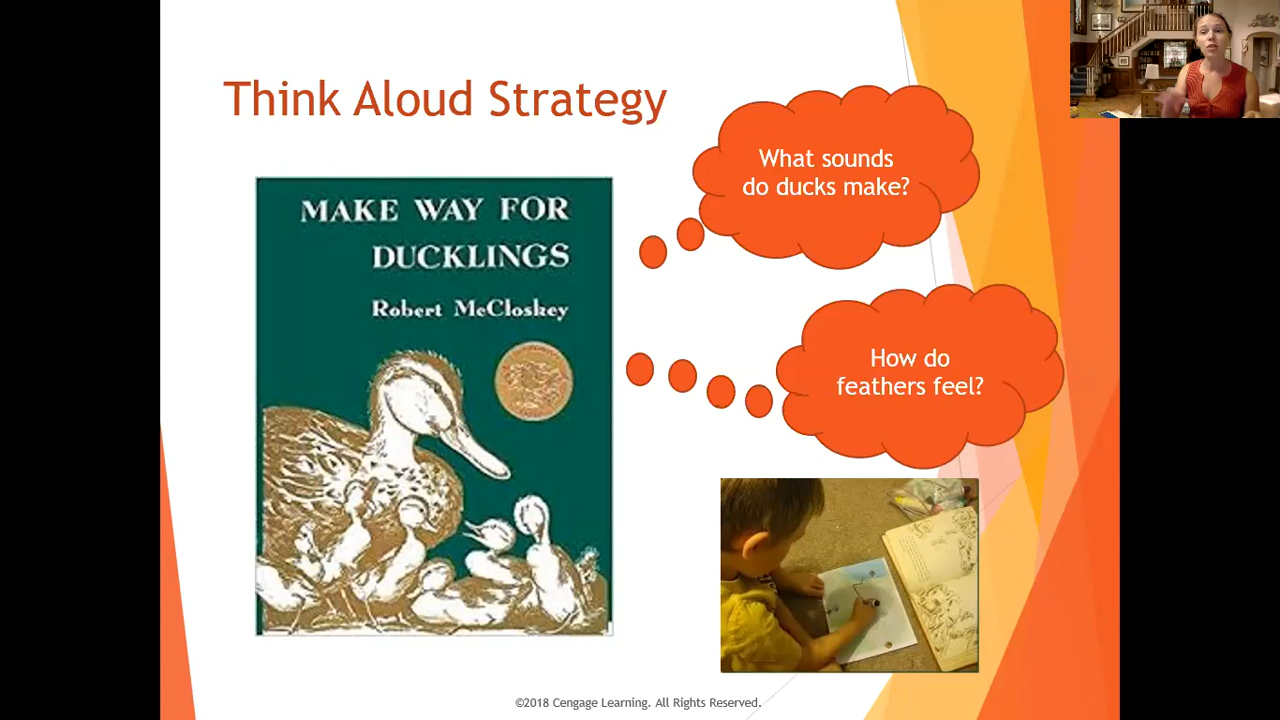 Think Aloud Strategy
What sounds
do ducks make?
MAKE WAY FOR
DUCKLINGS
Robert McCloskey
How do
feathers feel?
©2018 Cengage Learning. All Rights Reserved.